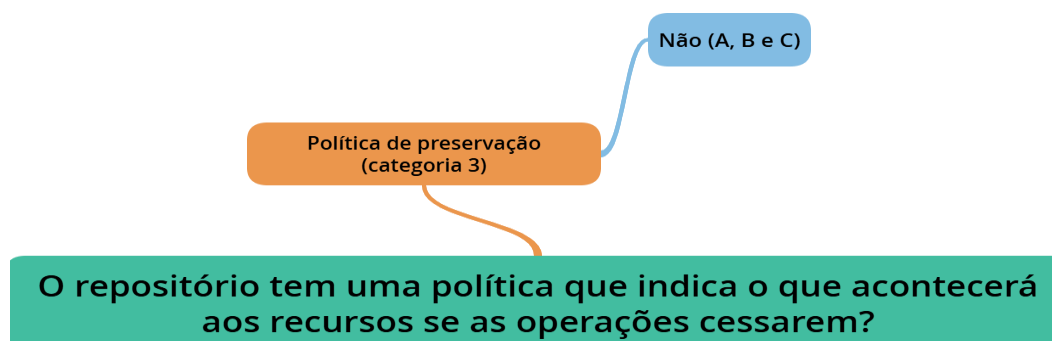 Não (A, B e C)
Política de preservação
(categoria 3)
O repositório tem uma política que indica o que acontecerá
aos recursos se as operações cessarem?